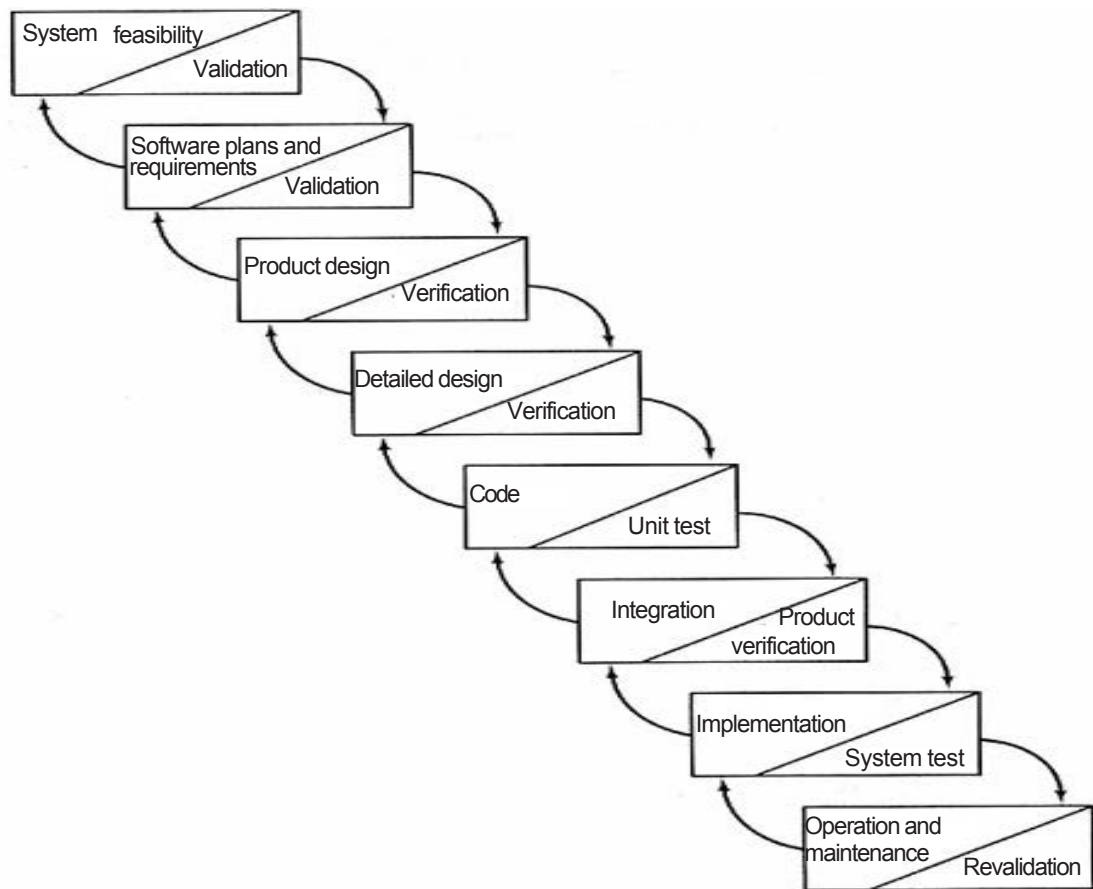 System feasibility
Validation
Software plans and
requirements
Validation
Product design
Verification
Detailed design
Verification
Code
Unit test
Integration
Product
verification
Implementation
System test
Operation and
maintenance
Revalidation